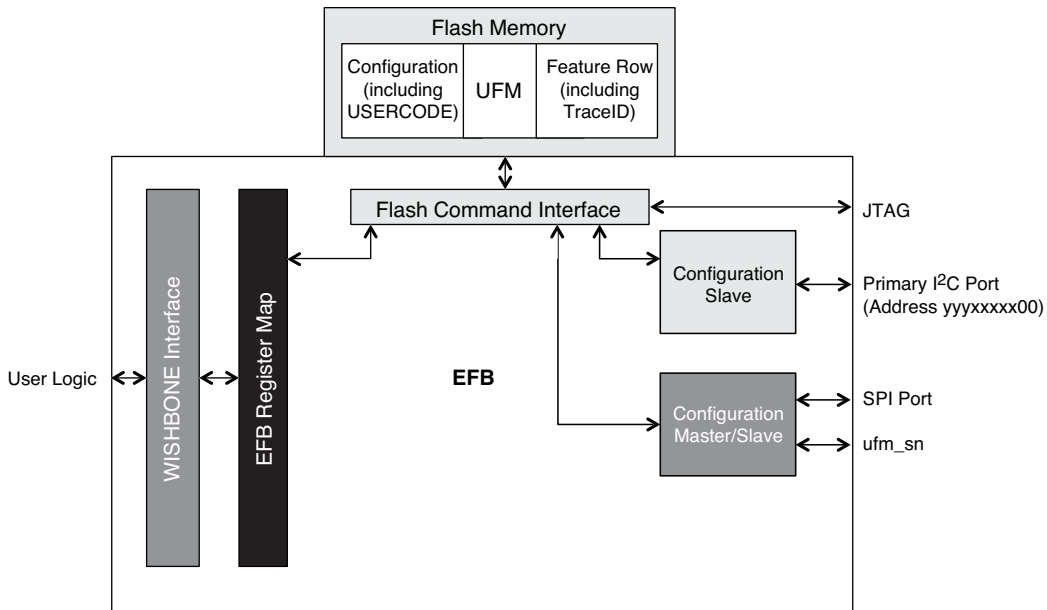 Flash Memory
Configuration
(including
USERCODE)
UFM
Feature Row
(including
TraceID)
Flash Command Interface
JTAG
Configuration
Slave
Primary I2C Port
(Address yyyxxxxx00)
User Logic
WISHBONE Interface
EFB Register Map
EFB
Configuration
Master/Slave
SPI Port
ufm_sn